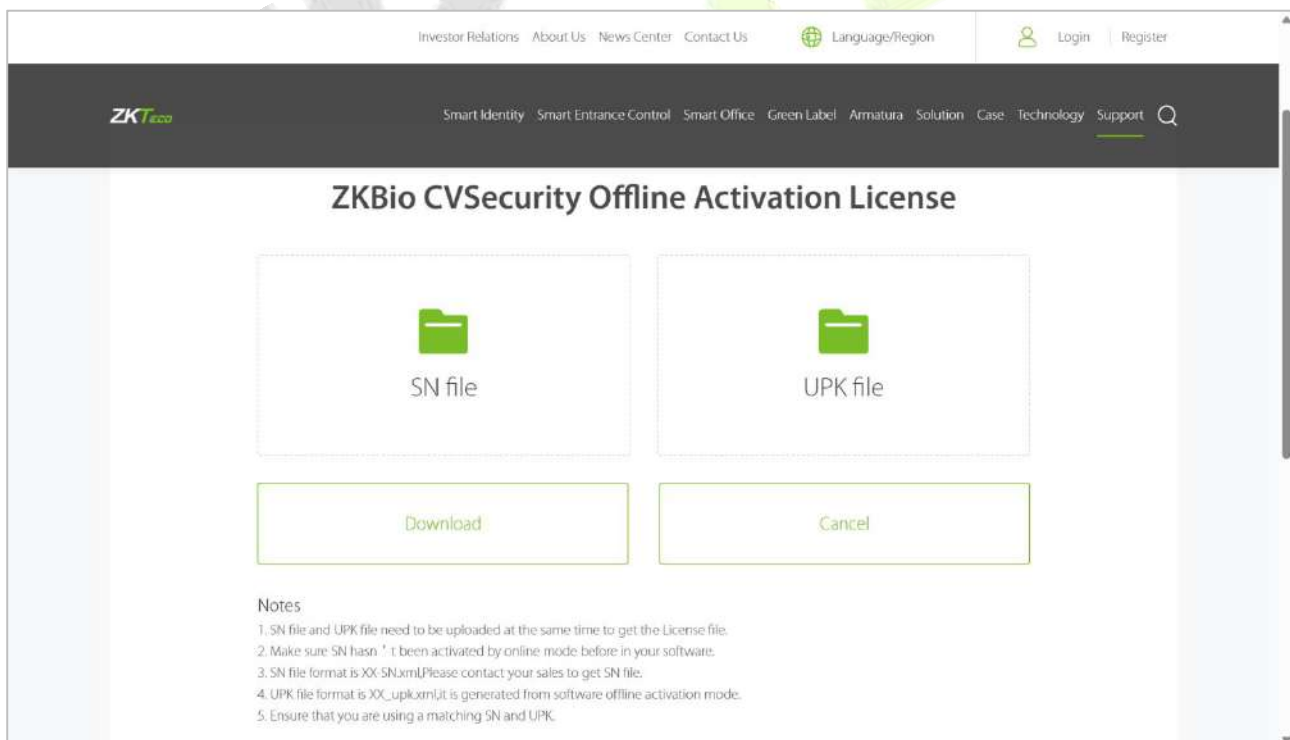 Investor Relations About Us News Center Contact Us Language/Region Login Register
ZKTeco Smart Identity Smart Entrance Control Smart Office Green Label Armatura Solution Case Technology Support
ZKBio CVSecurity Offline Activation License
SN file UPK file
Download Cancel
Notes
1. SN file and UPK file need to be uploaded at the same time to get the License file.
2. Make sure SN hasn ' t been activated by online mode before in your software.
3. SN file format is XX-SN.xml,Please contact your sales to get SN file.
4. UPK file format is XX_upk.xml,it is generated from software offline activation mode.
5. Ensure that you are using a matching SN and UPK.